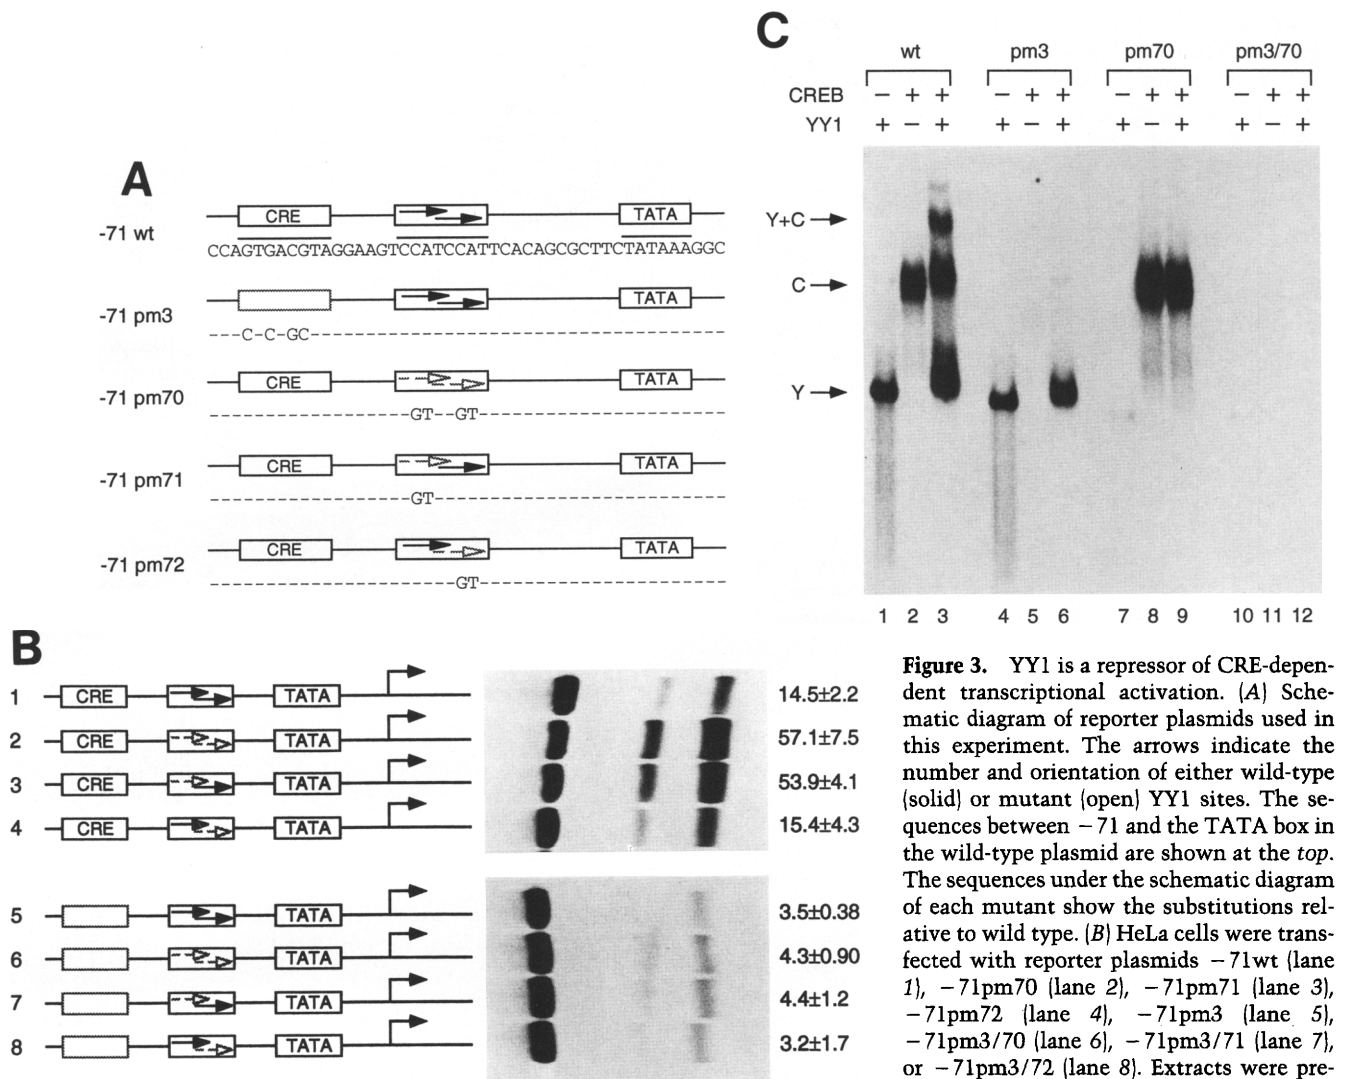 A
-71 wt
CRE
TATA
CCAGTGACGTAGGAAGTCCATCCATTCACAGCGCTTCTATAAAGGC
-71 pm3
TATA
---C-C-GC------------------------------------
-71 pm70
CRE
TATA
--------------------GT--GT------------------------
-71 pm71
CRE
TATA
--------------------GT----------------------------
-71 pm72
CRE
TATA
------------------------GT------------------------
B
1 CRE TATA 14.5±2.2
2 CRE TATA 57.1±7.5
3 CRE TATA 53.9±4.1
4 CRE TATA 15.4±4.3
5 TATA 3.5±0.38
6 TATA 4.3±0.90
7 TATA 4.4±1.2
8 TATA 3.2±1.7
C
wt pm3 pm70 pm3/70
CREB − + + − + + − + + − + +
YY1 + − + + − + + − + + − +
Y+C
C
Y
1 2 3 4 5 6 7 8 9 10 11 12
Figure 3. YY1 is a repressor of CRE-depen-
dent transcriptional activation. (A) Sche-
matic diagram of reporter plasmids used in
this experiment. The arrows indicate the
number and orientation of either wild-type
(solid) or mutant (open) YY1 sites. The se-
quences between −71 and the TATA box in
the wild-type plasmid are shown at the top.
The sequences under the schematic diagram
of each mutant show the substitutions rel-
ative to wild type. (B) HeLa cells were trans-
fected with reporter plasmids −71wt (lane
1), −71pm70 (lane 2), −71pm71 (lane 3),
−71pm72 (lane 4), −71pm3 (lane 5),
−71pm3/70 (lane 6), −71pm3/71 (lane 7),
or −71pm3/72 (lane 8). Extracts were pre-